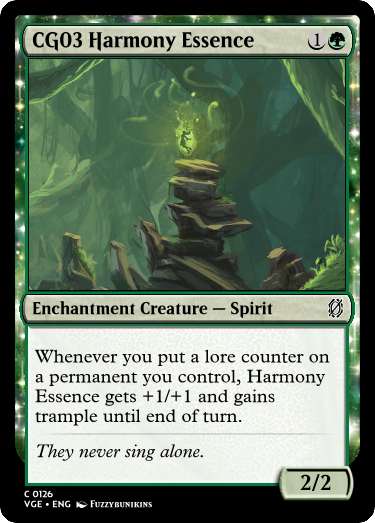 CG03 Harmony Essence 1
Enchantment Creature — Spirit
Whenever you put a lore counter on
a permanent you control, Harmony
Essence gets +1/+1 and gains
trample until end of turn.
They never sing alone.
2/2
C 0126
VGE • ENG Fuzzybunikins